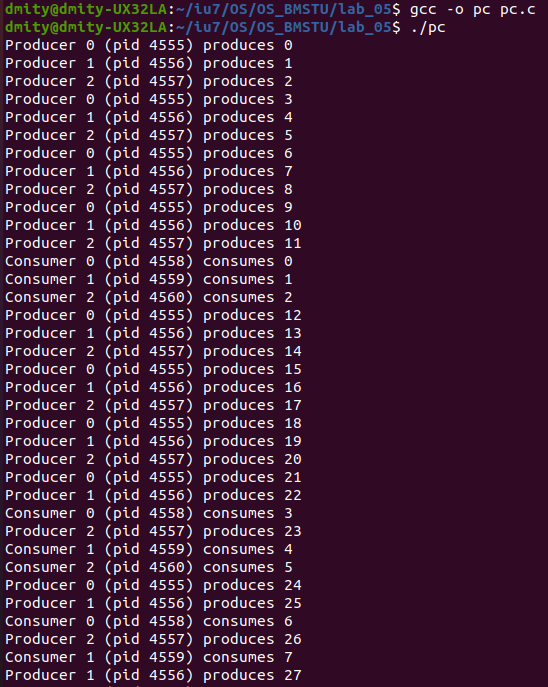 dmity@dmity-UX32LA:~/iu7/OS/OS_BMSTU/lab_05$ gcc -o pc pc.c
dmity@dmity-UX32LA:~/iu7/OS/OS_BMSTU/lab_05$ ./pc
Producer 0 (pid 4555) produces 0
Producer 1 (pid 4556) produces 1
Producer 2 (pid 4557) produces 2
Producer 0 (pid 4555) produces 3
Producer 1 (pid 4556) produces 4
Producer 2 (pid 4557) produces 5
Producer 0 (pid 4555) produces 6
Producer 1 (pid 4556) produces 7
Producer 2 (pid 4557) produces 8
Producer 0 (pid 4555) produces 9
Producer 1 (pid 4556) produces 10
Producer 2 (pid 4557) produces 11
Consumer 0 (pid 4558) consumes 0
Consumer 1 (pid 4559) consumes 1
Consumer 2 (pid 4560) consumes 2
Producer 0 (pid 4555) produces 12
Producer 1 (pid 4556) produces 13
Producer 2 (pid 4557) produces 14
Producer 0 (pid 4555) produces 15
Producer 1 (pid 4556) produces 16
Producer 2 (pid 4557) produces 17
Producer 0 (pid 4555) produces 18
Producer 1 (pid 4556) produces 19
Producer 2 (pid 4557) produces 20
Producer 0 (pid 4555) produces 21
Producer 1 (pid 4556) produces 22
Consumer 0 (pid 4558) consumes 3
Producer 2 (pid 4557) produces 23
Consumer 1 (pid 4559) consumes 4
Consumer 2 (pid 4560) consumes 5
Producer 0 (pid 4555) produces 24
Producer 1 (pid 4556) produces 25
Consumer 0 (pid 4558) consumes 6
Producer 2 (pid 4557) produces 26
Consumer 1 (pid 4559) consumes 7
Producer 1 (pid 4556) produces 27